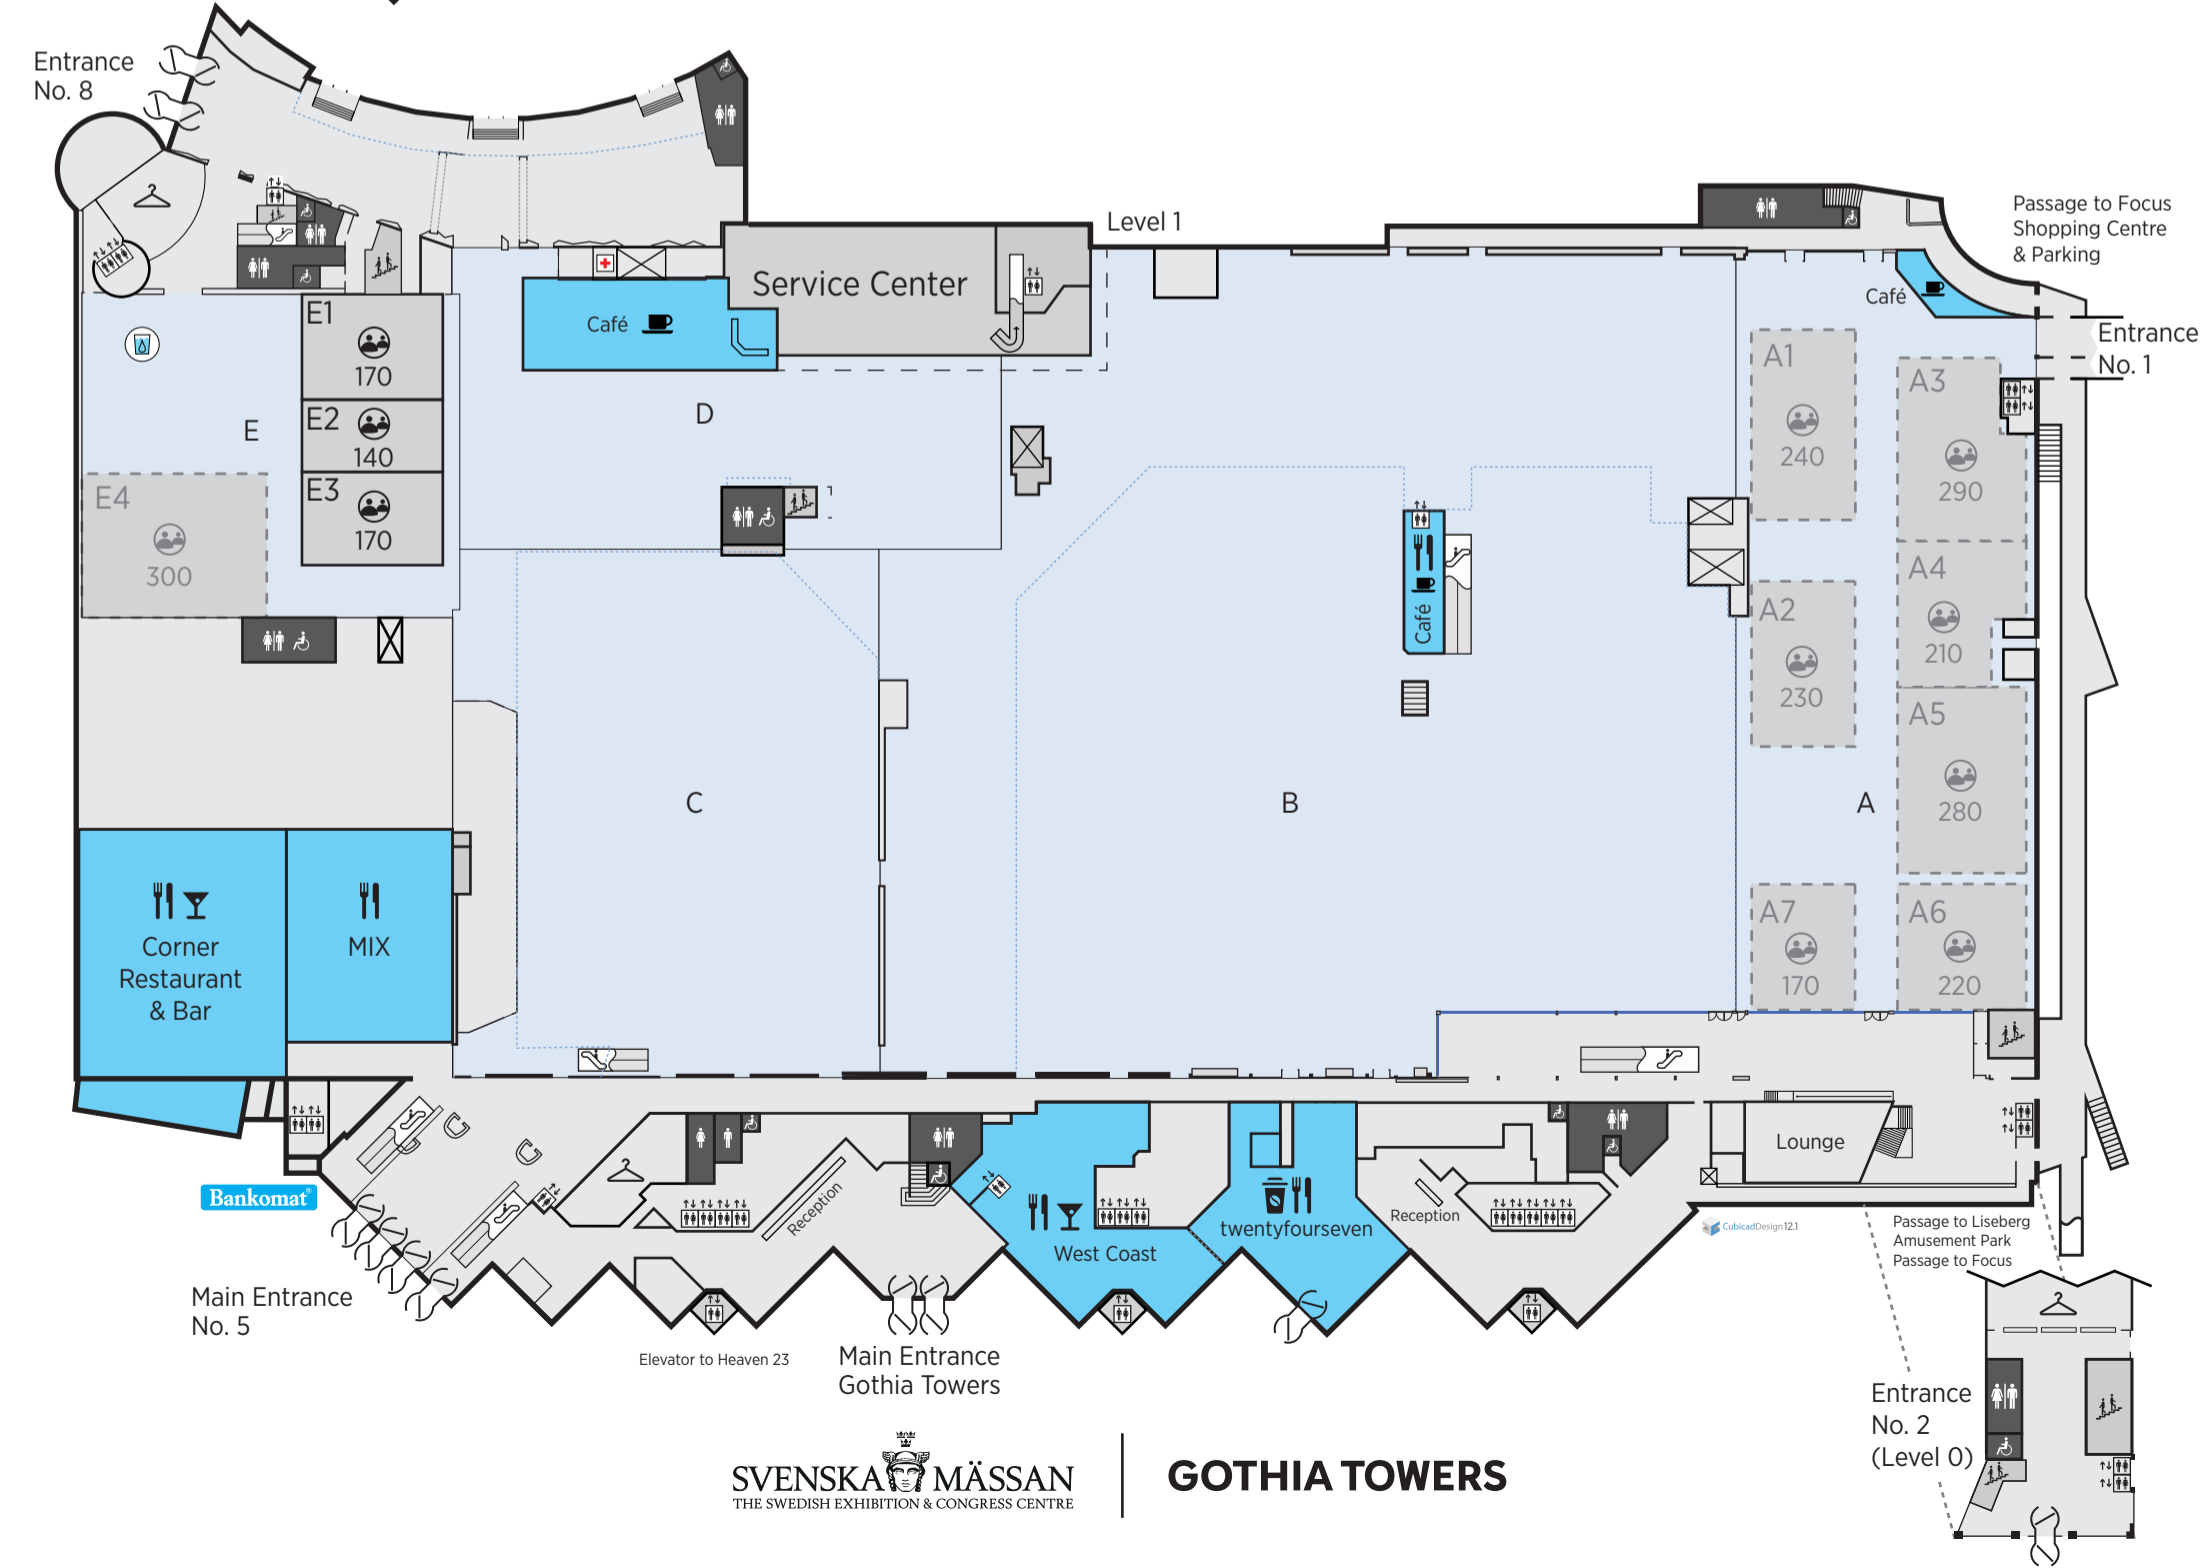 Entrance
No. 8
Level 1
Passage to Focus
Shopping Centre
& Parking
Service Center
Café
Café
Entrance
No. 1
E1
170
E2
140
E3
170
E
E4
300
D
A1
240
A3
290
A4
210
A2
230
Café
A5
280
C
B
A
A7
170
A6
220
Corner
Restaurant
& Bar
MIX
Lounge
Bankomat®
Reception
West Coast
twentyfourseven
Reception
CubicadDesign 12.1
Passage to Liseberg
Amusement Park
Passage to Focus
Main Entrance
No. 5
Elevator to Heaven 23
Main Entrance
Gothia Towers
Entrance
No. 2
(Level 0)
SVENSKA MÄSSAN
THE SWEDISH EXHIBITION & CONGRESS CENTRE
GOTHIA TOWERS